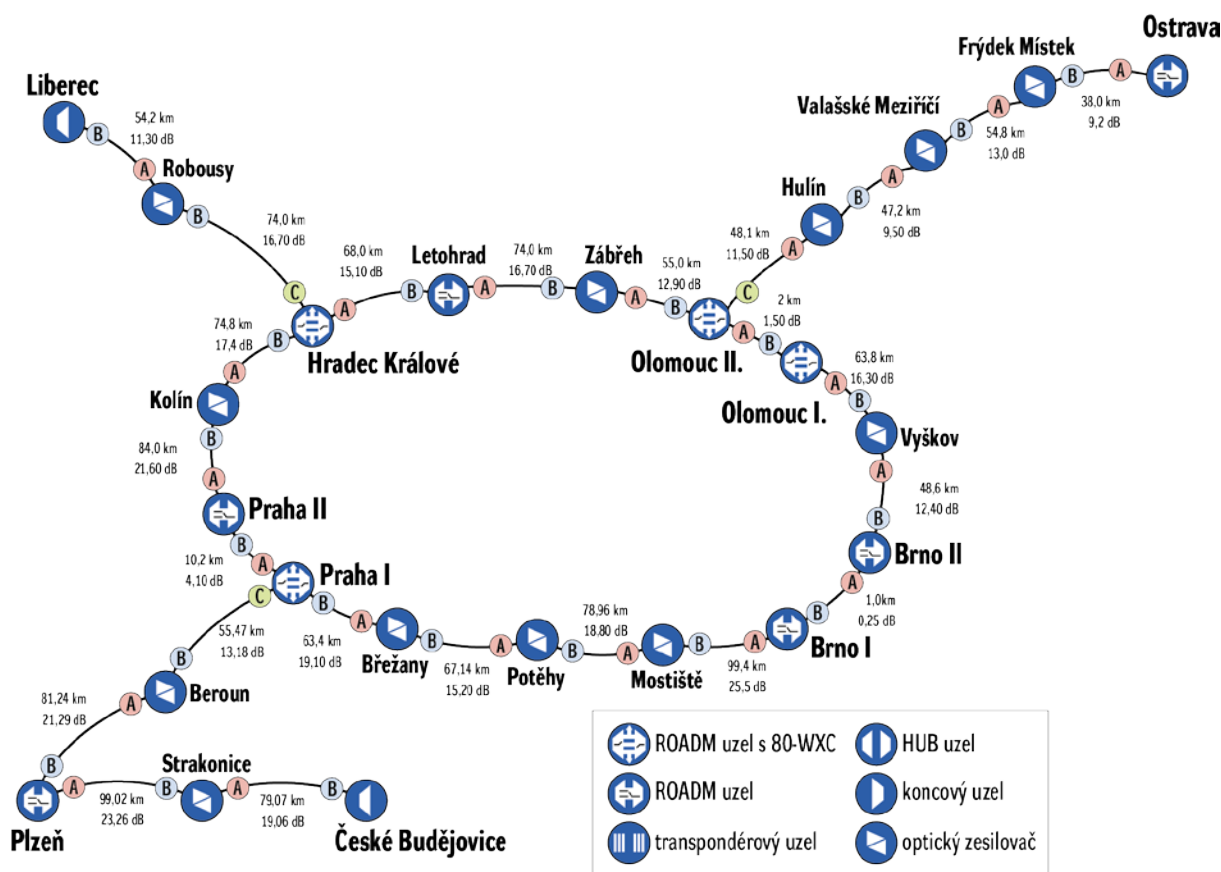 Ostrava
Frýdek Místek
B
A
38,0 km
9,2 dB
Liberec
B
54,2 km
11,30 dB
A
Robousy
B
Valašské Meziříčí
A
54,8 km
13,0 dB
B
A
Hulín
B
47,2 km
9,50 dB
74,0 km
16,70 dB
C
68,0 km
15,10 dB
A
B
Letohrad
A
74,0 km
16,70 dB
B
Zábřeh
A
55,0 km
12,90 dB
B
48,1 km
11,50 dB
A
C
2 km
1,50 dB
74,8 km
17,4 dB
B
Hradec Králové
A
Olomouc II.
A
B
63,8 km
16,30 dB
A
B
Olomouc I.
Kolín
B
84,0 km
21,60 dB
A
Vyškov
A
48,6 km
12,40 dB
B
Praha II
B
10,2 km
4,10 dB
A
Praha I
C
B
Brno II
A
1,0km
0,25 dB
B
Brno I
55,47 km
13,18 dB
B
63,4 km
19,10 dB
A
Břežany
B
67,14 km
15,20 dB
A
Potěhy
B
78,96 km
18.80 dB
A
Mostiště
B
99,4 km
25,5 dB
A
Beroun
81,24 km
21,29 dB
A
B
Plzeň
A
99,02 km
23,26 dB
B
Strakonice
A
79,07 km
19,06 dB
B
České Budějovice
ROADM uzel s 80-WXC
HUB uzel
ROADM uzel
koncový uzel
transpondérový uzel
optický zesilovač